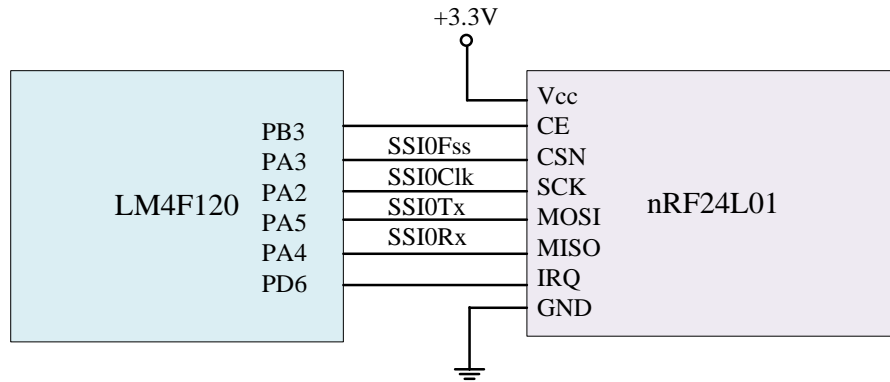 +3.3V
LM4F120
PB3
PA3
PA2
PA5
PA4
PD6
SSI0Fss
SSI0Clk
SSI0Tx
SSI0Rx
Vcc
CE
CSN
SCK
MOSI
MISO
IRQ
GND
nRF24L01